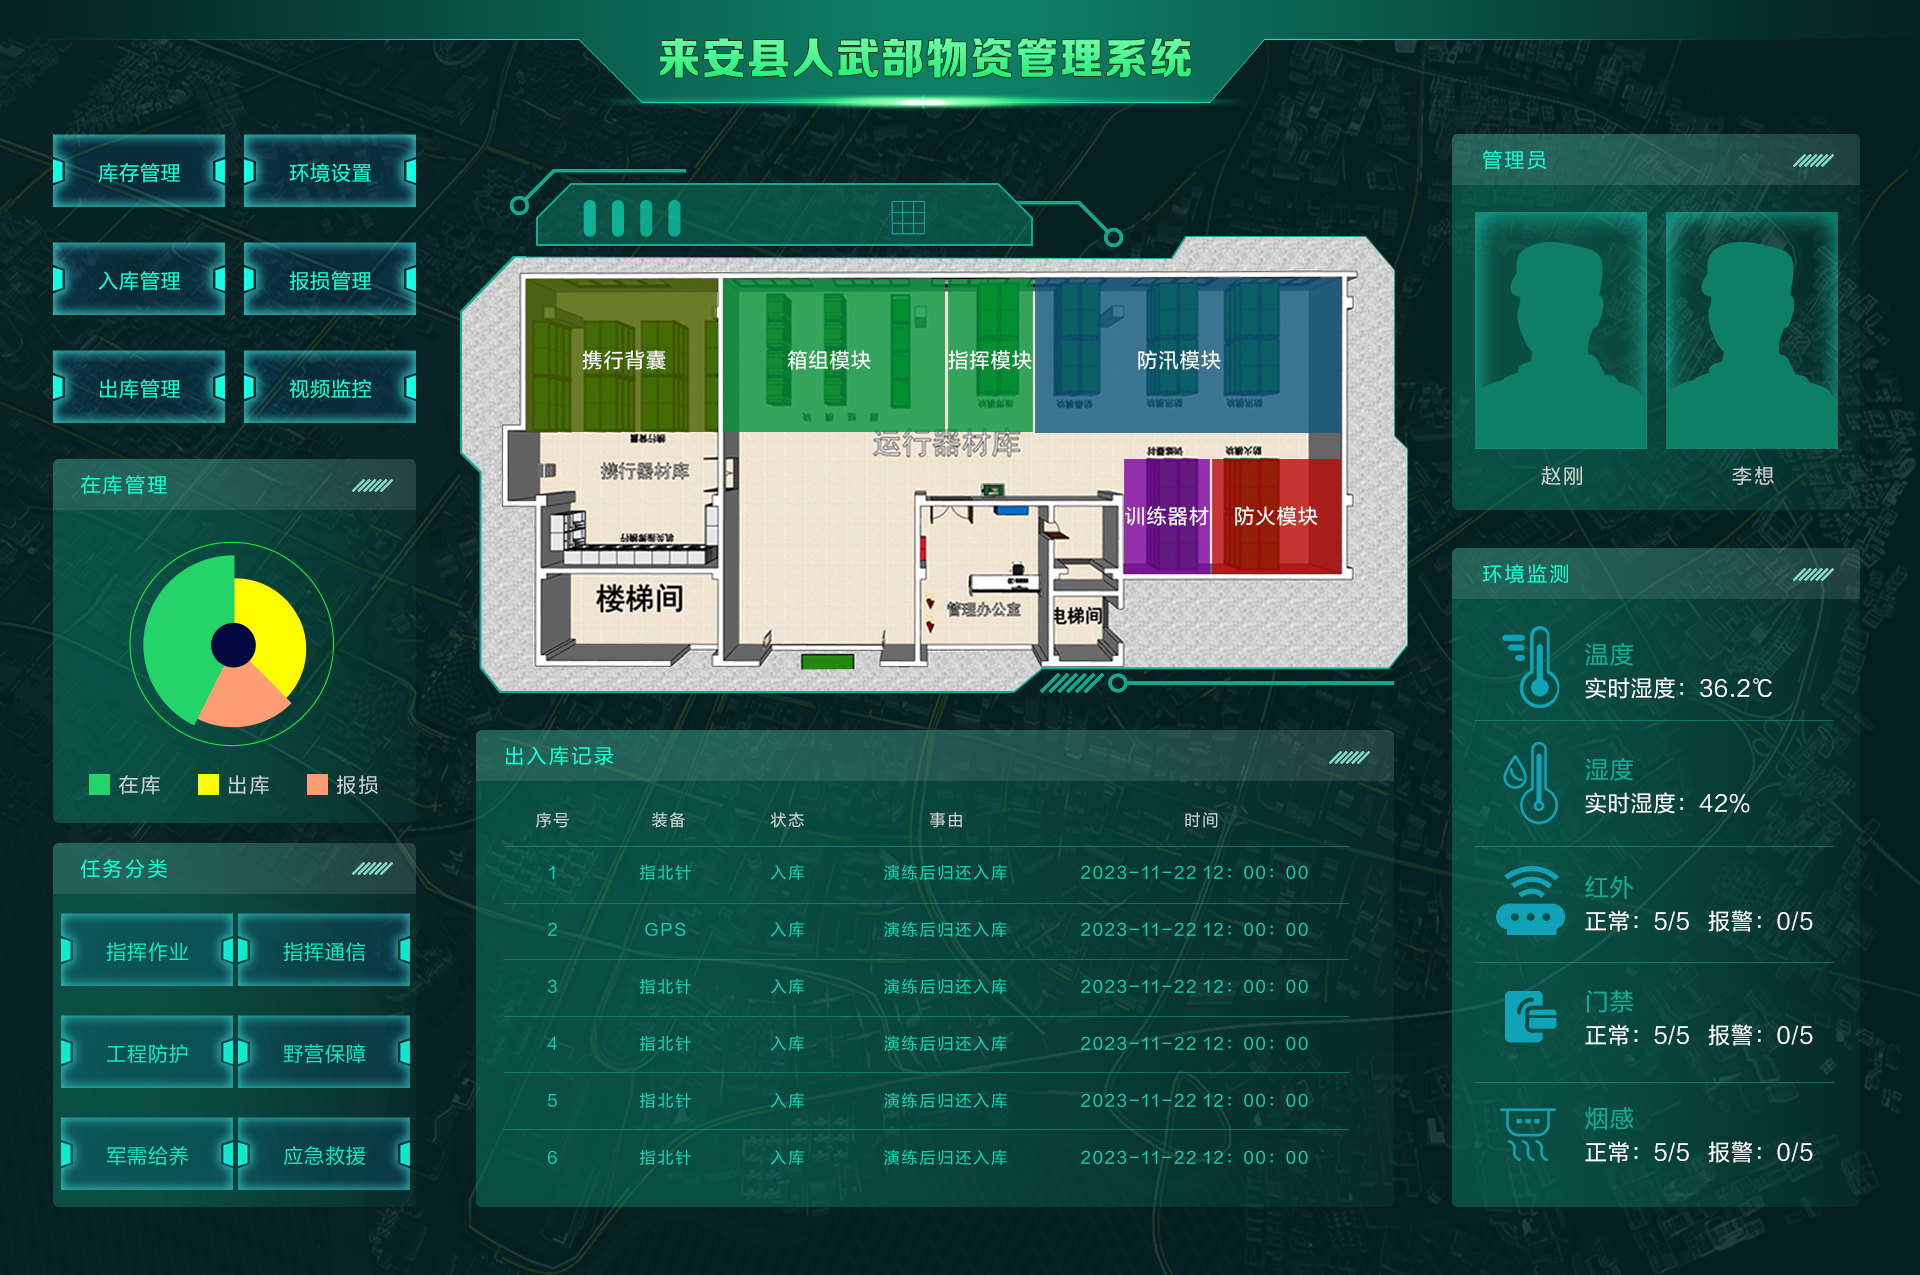 来安县人武部物资管理系统
库存管理
环境设置
入库管理
报损管理
出库管理
视频监控
在库管理
在库
出库
报损
任务分类
指挥作业
指挥通信
工程防护
野营保障
军需给养
应急救援
携行背囊
箱组模块
指挥模块
防汛模块
运行器材库
携行器材库
训练器材
防火模块
楼梯间
管理办公室
电梯间
出入库记录
序号 装备 状态 事由 时间
1 指北针 入库 演练后归还入库 2023-11-22 12：00：00
2 GPS 入库 演练后归还入库 2023-11-22 12：00：00
3 指北针 入库 演练后归还入库 2023-11-22 12：00：00
4 指北针 入库 演练后归还入库 2023-11-22 12：00：00
5 指北针 入库 演练后归还入库 2023-11-22 12：00：00
6 指北针 入库 演练后归还入库 2023-11-22 12：00：00
管理员
赵刚
李想
环境监测
温度
实时湿度：36.2℃
湿度
实时湿度：42%
红外
正常：5/5 报警：0/5
门禁
正常：5/5 报警：0/5
烟感
正常：5/5 报警：0/5